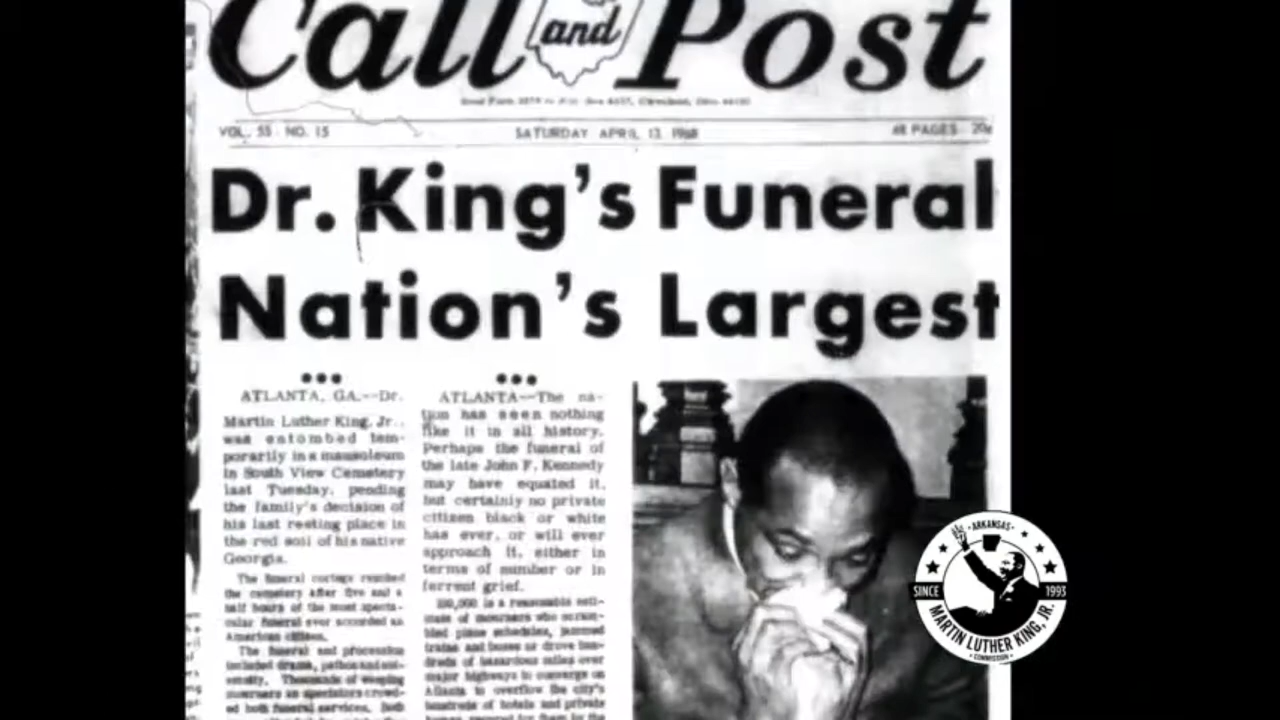 Call and Post
VOL. 55 NO. 15 SATURDAY APRIL 13, 1968 48 PAGES 20¢
Dr. King's Funeral
Nation's Largest
ATLANTA, GA.--Dr.
Martin Luther King, Jr.,
was entombed tem-
porarily in a mausoleum
in South View Cemetery
last Tuesday, pending
the family's decision of
his last resting place in
the red soil of his native
Georgia.
The funeral cortege reached
the cemetery after five and a
half hours of the most specta-
cular funeral ever accorded an
American citizen.
The funeral and procession
included drama, pathos and
Thousands of weeping
mourners as spectators crowd-
ed both funeral services, both
ATLANTA--The na-
tion has seen nothing
like it in all history.
Perhaps the funeral of
the late John F. Kennedy
may have equated it,
but certainly no private
citizen black or white
has ever, or will ever
approach it, either in
terms of number or in
ferrent grief.
is a reasonable esti-
mate of mourners who scram-
bled plane schedules, jammed
trains and buses or drove hun-
dreds of hazardous miles over
major highways to converge on
Atlanta to overflow the city's
hundreds of hotels and private
ARKANSAS
SINCE 1993
MARTIN LUTHER KING, JR.
COMMISSION